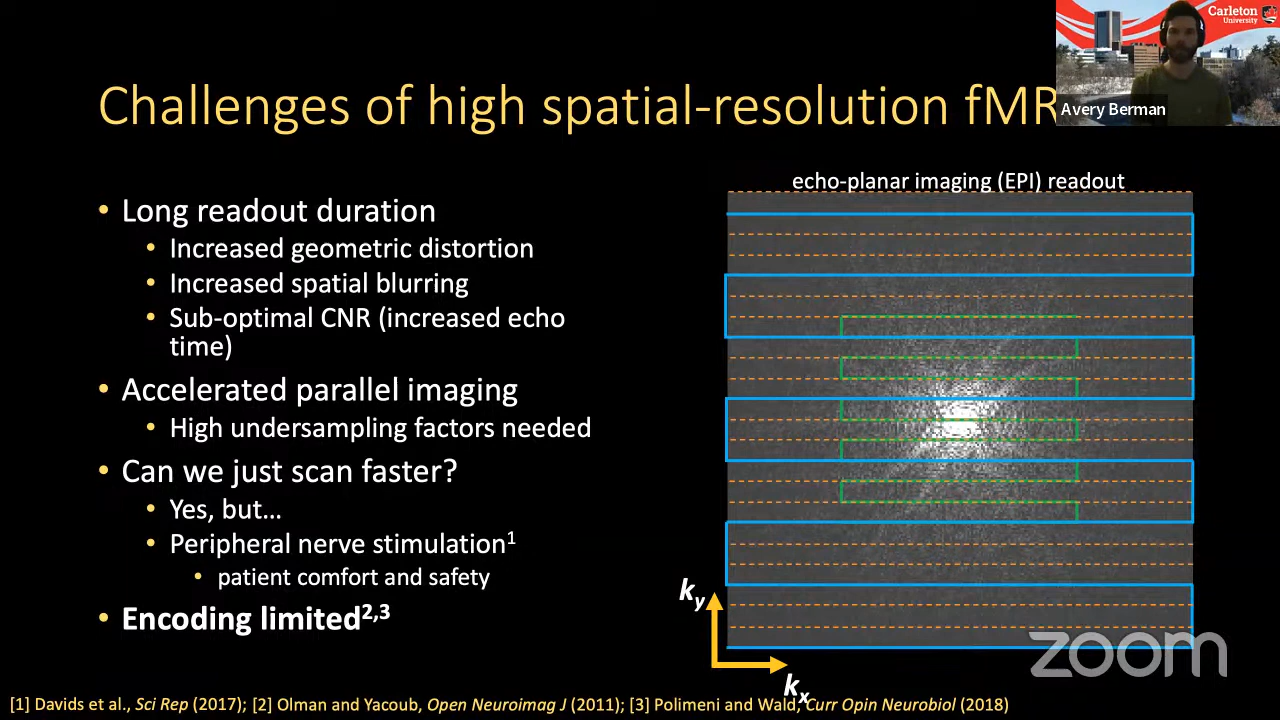 Carleton
University
Avery Berman
Challenges of high spatial-resolution fMR
echo-planar imaging (EPI) readout
• Long readout duration
• Increased geometric distortion
• Increased spatial blurring
• Sub-optimal CNR (increased echo
time)
• Accelerated parallel imaging
• High undersampling factors needed
• Can we just scan faster?
• Yes, but…
• Peripheral nerve stimulation¹
• patient comfort and safety
• Encoding limited²,³
ky
kx
zoom
[1] Davids et al., Sci Rep (2017); [2] Olman and Yacoub, Open Neuroimag J (2011); [3] Polimeni and Wald, Curr Opin Neurobiol (2018)